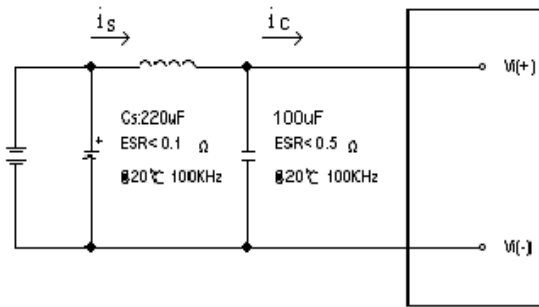 is
ic
Vi(+)
Cs:220uF
ESR< 0.1 Ω
@20℃ 100KHz
100uF
ESR< 0.5 Ω
@20℃ 100KHz
+
Vi(-)